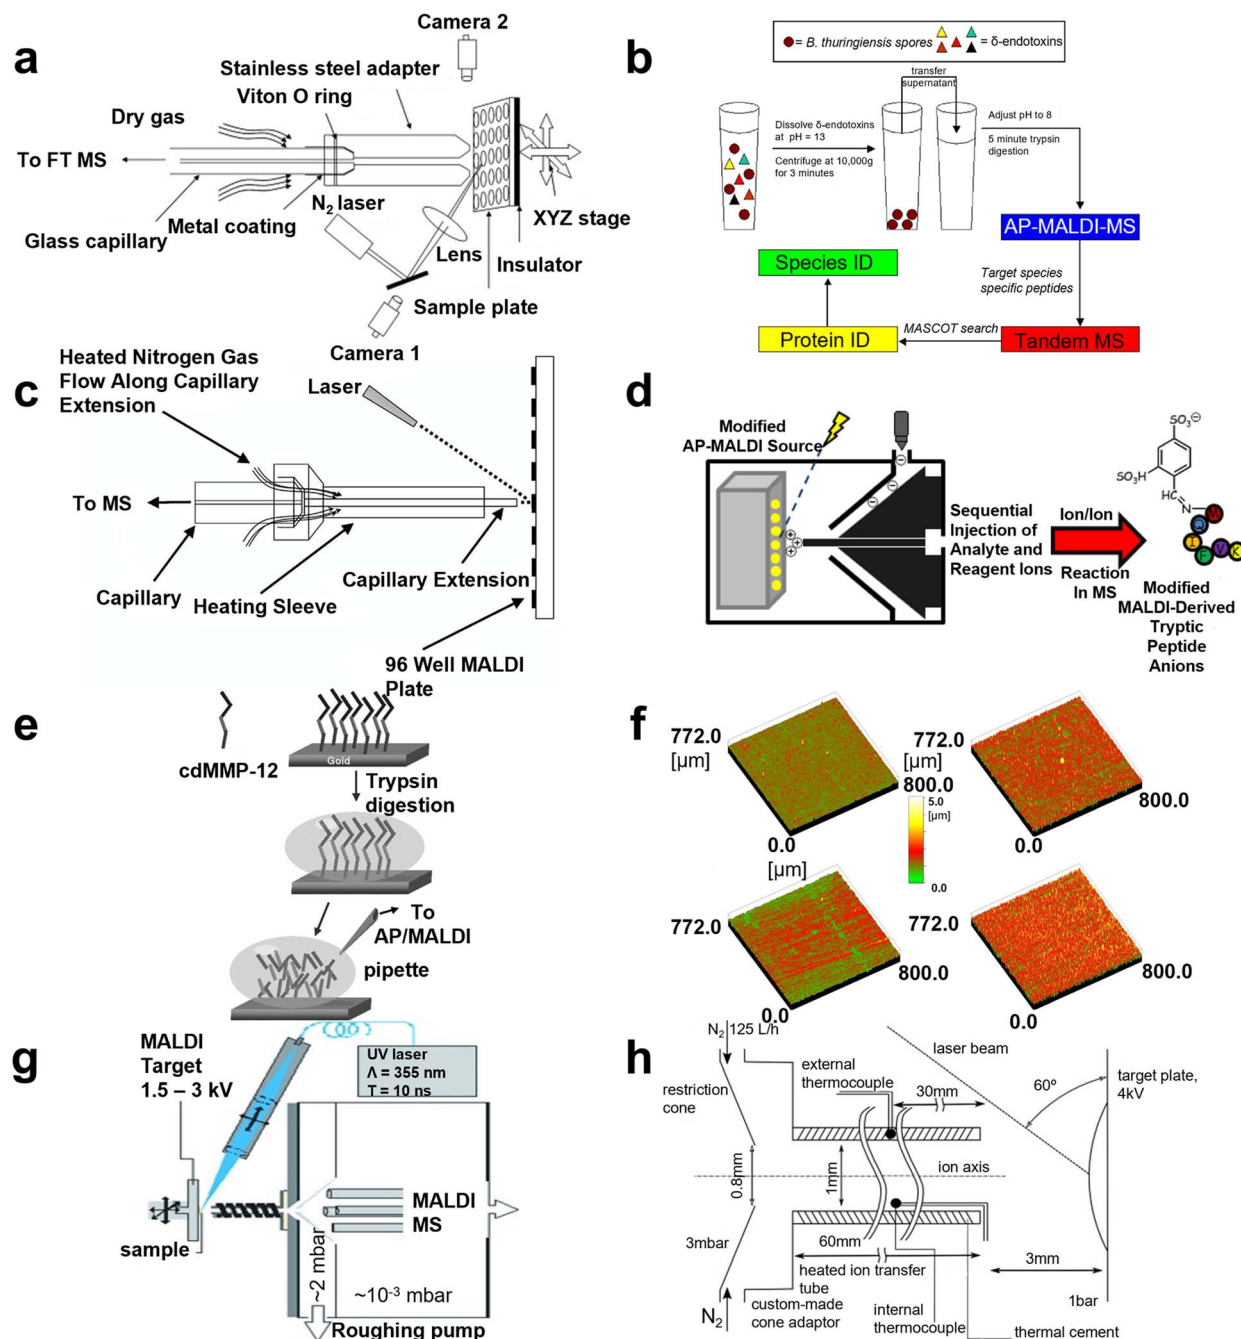 a
Camera 2
Stainless steel adapter
Viton O ring
Dry gas
To FT MS
N2 laser
XYZ stage
Metal coating
Glass capillary
Lens
Insulator
Sample plate
Camera 1
b
= B. thuringiensis spores
= δ-endotoxins
transfer
supernatant
Dissolve δ-endotoxins
at pH = 13
Centrifuge at 10,000g
for 3 minutes
Adjust pH to 8
5 minute trypsin
digestion
AP-MALDI-MS
Species ID
Target species
specific peptides
MASCOT search
Protein ID
Tandem MS
c
Heated Nitrogen Gas
Flow Along Capillary
Extension
Laser
To MS
Capillary Extension
Capillary
Heating Sleeve
96 Well MALDI
Plate
d
Modified
AP-MALDI Source
Sequential
Injection of
Analyte and
Reagent Ions
Ion/Ion
Reaction
In MS
SO3⊖
SO3H
HC
N
W
Q
I
F
V
K
Modified
MALDI-Derived
Tryptic
Peptide
Anions
e
cdMMP-12
Gold
Trypsin
digestion
To
AP/MALDI
pipette
f
772.0
[µm]
800.0
0.0
[µm]
5.0
[µm]
0.0
772.0
[µm]
800.0
0.0
772.0
800.0
0.0
772.0
800.0
0.0
g
MALDI
Target
1.5 – 3 kV
UV laser
Λ = 355 nm
T = 10 ns
MALDI
MS
sample
~2 mbar
~10-3 mbar
Roughing pump
h
N2 125 L/h
restriction
cone
external
thermocouple
laser beam
30mm
60º
target plate,
4kV
0.8mm
1mm
ion axis
3mbar
60mm
heated ion transfer
tube
3mm
N2
custom-made
cone adaptor
internal
thermocouple
1bar
thermal cement